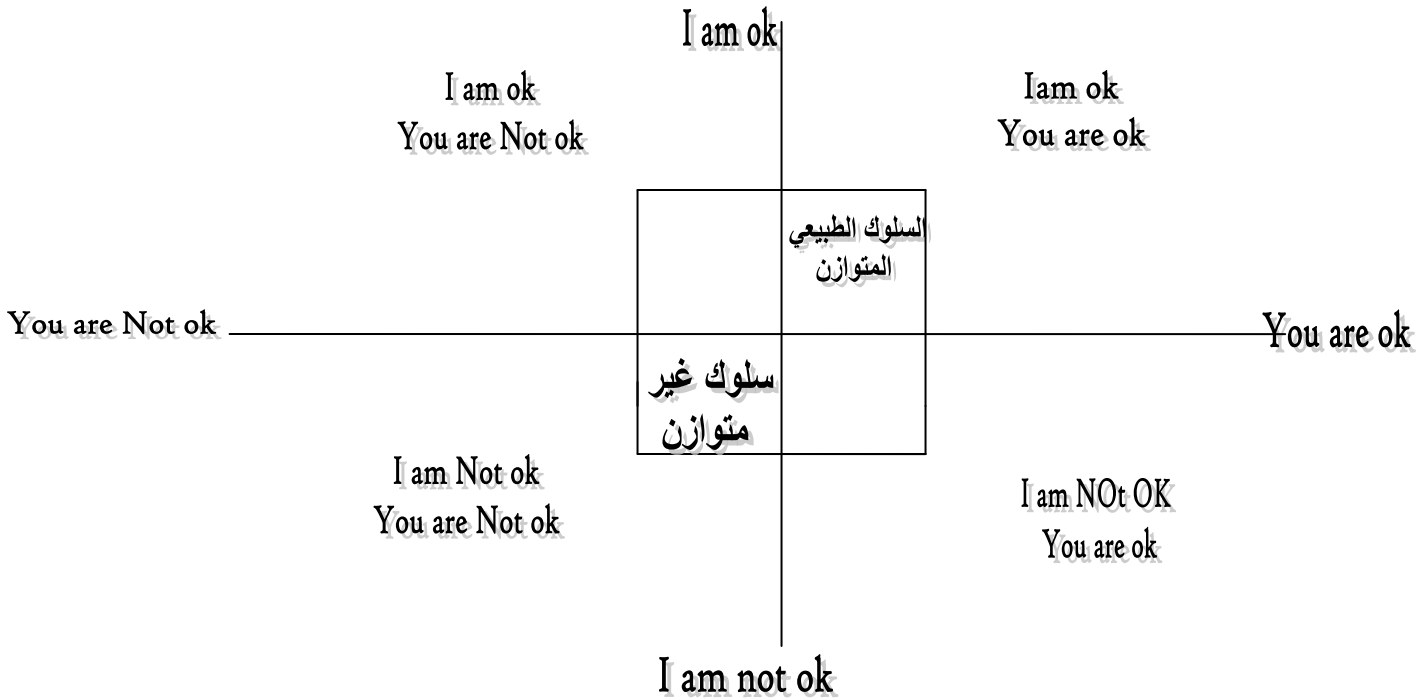 I am ok
I am ok
You are Not ok
Iam ok
You are ok
السلوك الطبيعي
المتوازن
You are Not ok
You are ok
سلوك غير
متوازن
I am Not ok
You are Not ok
I am NOt OK
You are ok
I am not ok